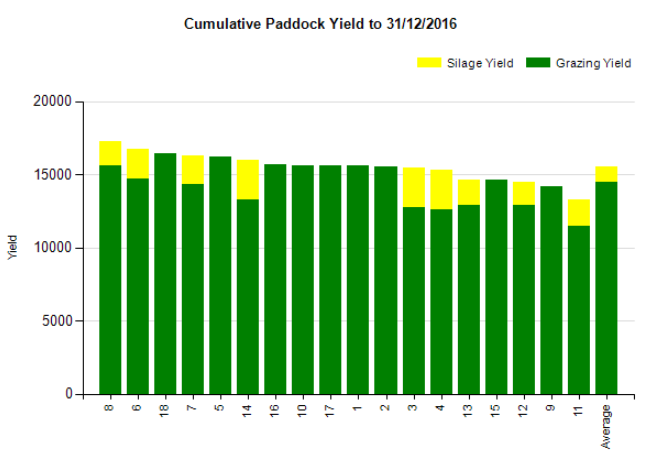 Cumulative Paddock Yield to 31/12/2016
Silage Yield Grazing Yield
20000
15000
10000
5000
0
Yield
8 6 18 7 5 14 16 10 17 1 2 3 4 13 15 12 9 11 Average